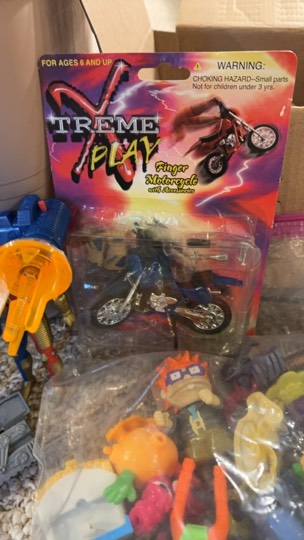 FOR AGES 6 AND UP
⚠ WARNING:
CHOKING HAZARD–Small parts
Not for children under 3 yrs.
XTREME
PLAY
Finger
Motorcycle
with Accessories